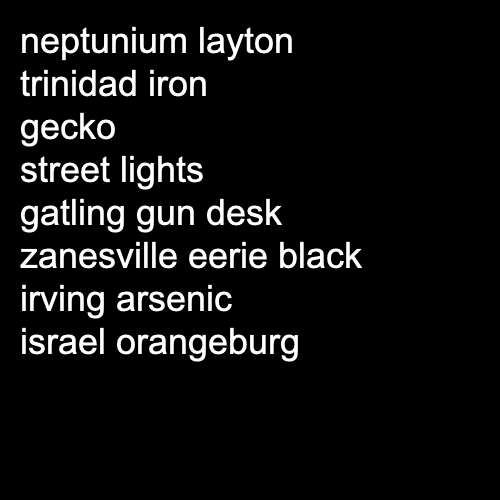 neptunium layton
trinidad iron
gecko
street lights
gatling gun desk
zanesville eerie black
irving arsenic
israel orangeburg